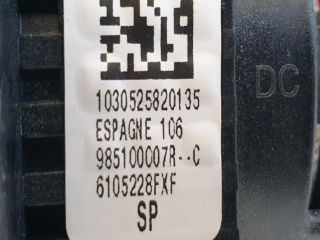 1030525820135
ESPAGNE 106
985100007R--C
6105228FXF
SP
DC